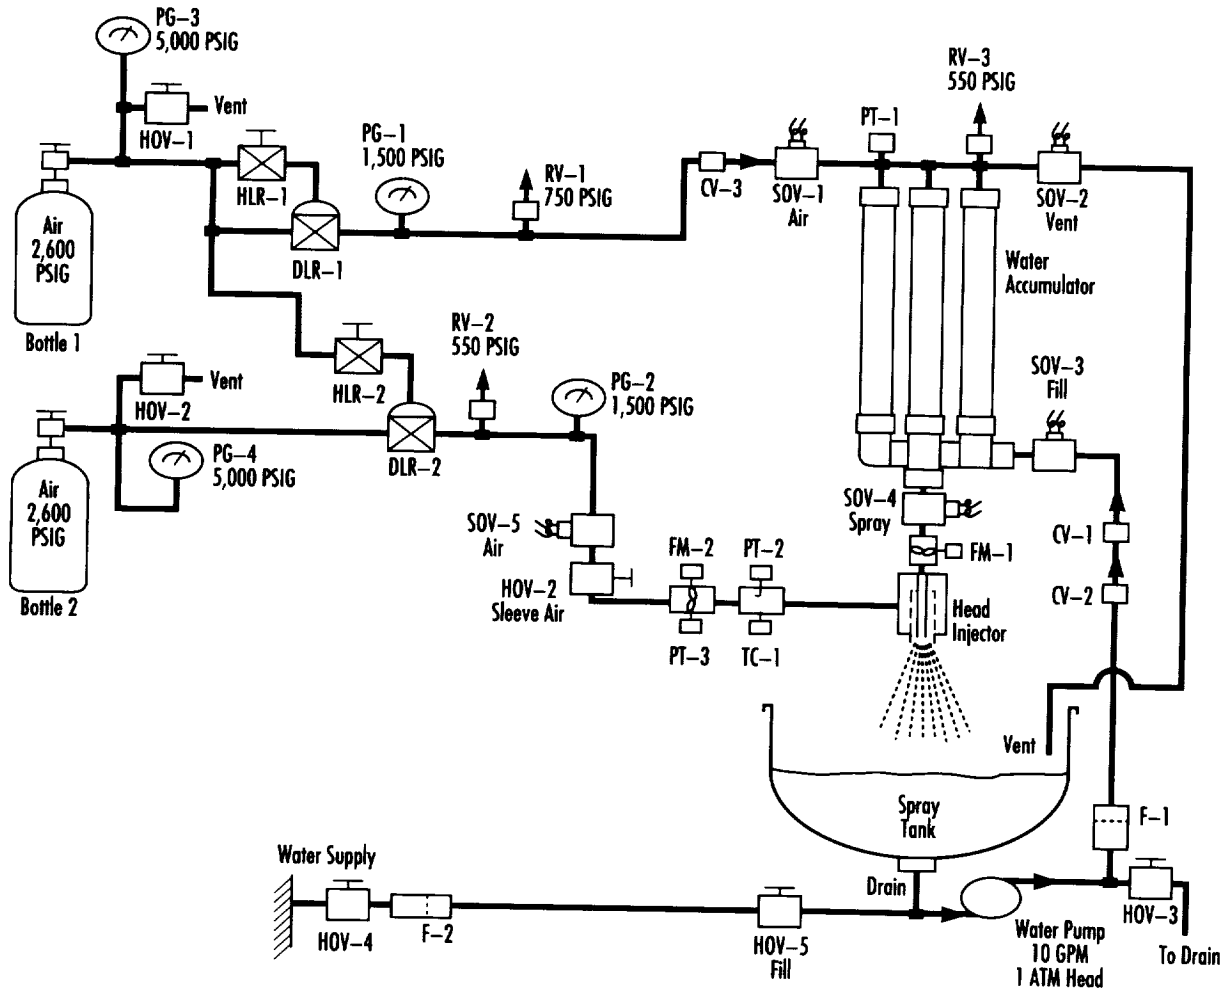 PG–3
5,000 PSIG
Vent
HOV–1
PG–1
1,500 PSIG
HLR–1
RV–1
750 PSIG
DLR–1
Air
2,600
PSIG
Bottle 1
RV–3
550 PSIG
PT–1
CV–3
SOV–1
Air
SOV–2
Vent
Water
Accumulator
RV–2
550 PSIG
HLR–2
PG–2
1,500 PSIG
DLR–2
Vent
HOV–2
PG–4
5,000 PSIG
Air
2,600
PSIG
Bottle 2
SOV–3
Fill
SOV–4
Spray
SOV–5
Air
HOV–2
Sleeve Air
FM–2
PT–2
PT–3
TC–1
FM–1
CV–1
CV–2
Head
Injector
Vent
Spray
Tank
F–1
Drain
Water Supply
HOV–4
F–2
HOV–5
Fill
Water Pump
10 GPM
1 ATM Head
HOV–3
To Drain